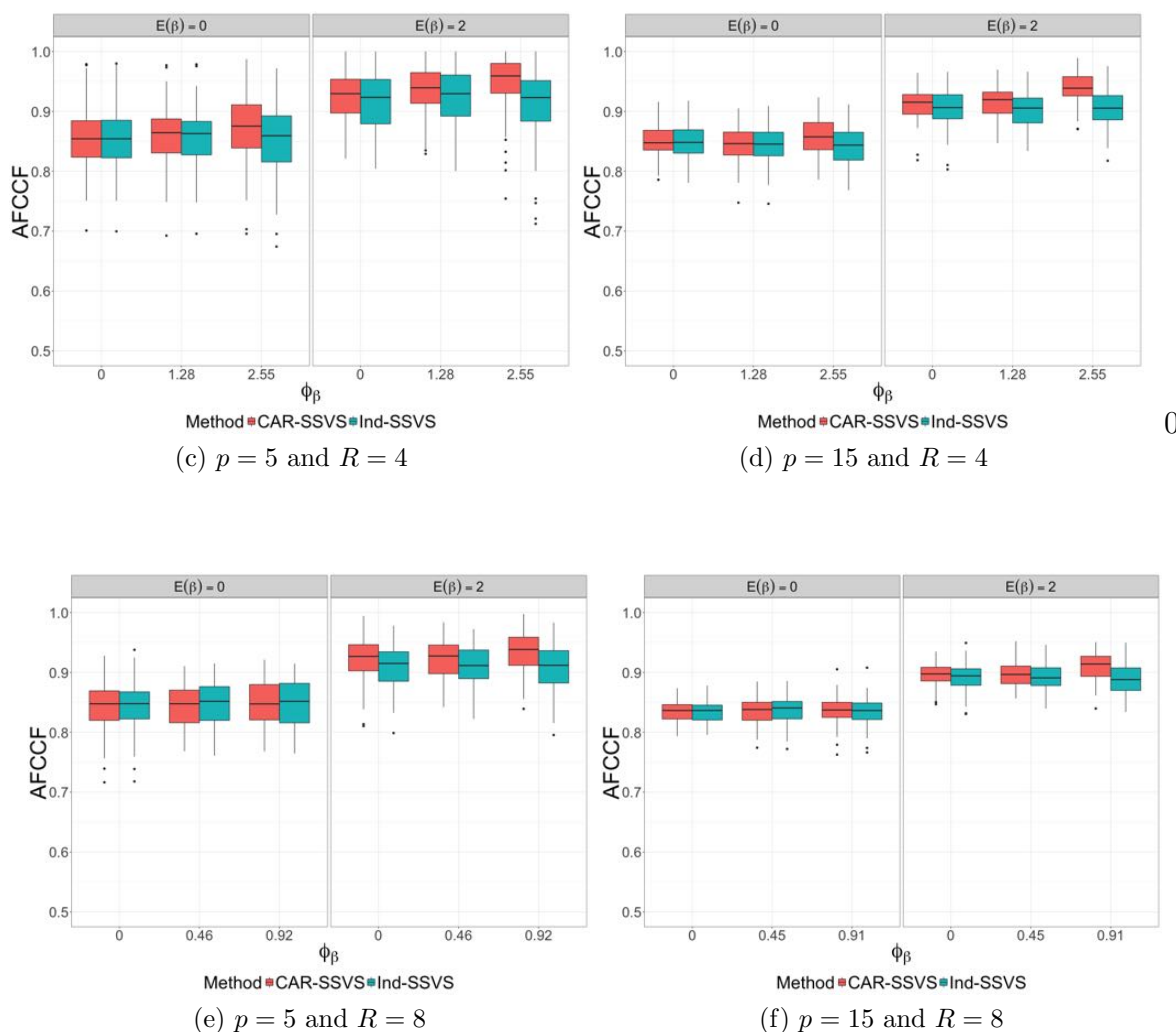 E(β) = 0 E(β) = 2
1.0
0.9
0.8
0.7
0.6
0.5
AFCCF
0 1.28 2.55 0 1.28 2.55
ϕβ
Method CAR-SSVS Ind-SSVS
(c) p = 5 and R = 4
E(β) = 0 E(β) = 2
1.0
0.9
0.8
0.7
0.6
0.5
AFCCF
0 1.28 2.55 0 1.28 2.55
ϕβ
Method CAR-SSVS Ind-SSVS
(d) p = 15 and R = 4
0
E(β) = 0 E(β) = 2
1.0
0.9
0.8
0.7
0.6
0.5
AFCCF
0 0.46 0.92 0 0.46 0.92
ϕβ
Method CAR-SSVS Ind-SSVS
(e) p = 5 and R = 8
E(β) = 0 E(β) = 2
1.0
0.9
0.8
0.7
0.6
0.5
AFCCF
0 0.45 0.91 0 0.45 0.91
ϕβ
Method CAR-SSVS Ind-SSVS
(f) p = 15 and R = 8